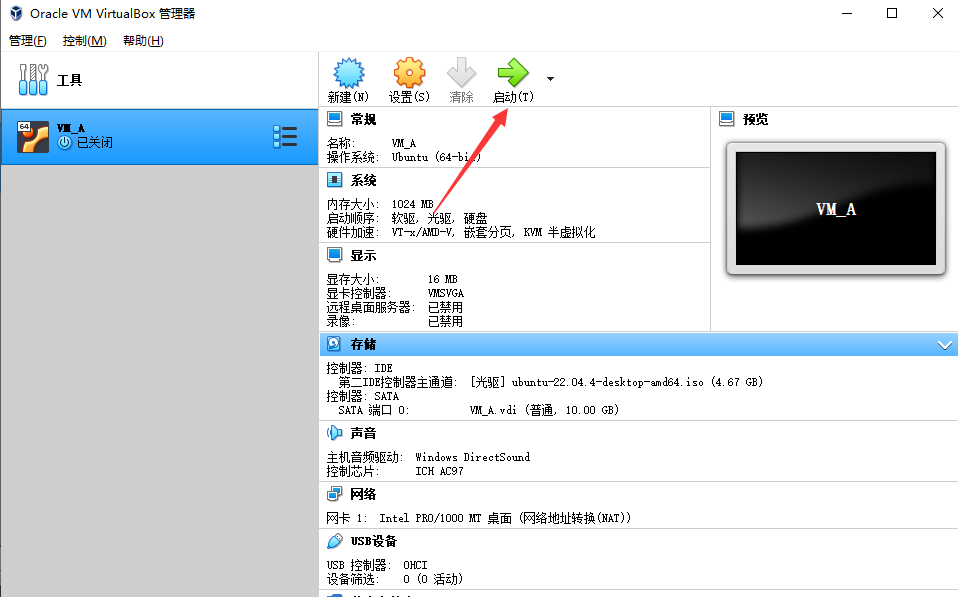 Oracle VM VirtualBox 管理器
管理(F) 控制(M) 帮助(H)
工具
新建(N) 设置(S) 清除 启动(T)
64
VM_A
已关闭
常规
名称: VM_A
操作系统: Ubuntu (64-bit)
系统
内存大小: 1024 MB
启动顺序: 软驱, 光驱, 硬盘
硬件加速: VT-x/AMD-V, 嵌套分页, KVM 半虚拟化
显示
显存大小: 16 MB
显卡控制器: VMSVGA
远程桌面服务器: 已禁用
录像: 已禁用
预览
VM_A
存储
控制器: IDE
第二IDE控制器主通道: [光驱] ubuntu-22.04.4-desktop-amd64.iso (4.67 GB)
控制器: SATA
SATA 端口 0: VM_A.vdi (普通, 10.00 GB)
声音
主机音频驱动: Windows DirectSound
控制芯片: ICH AC97
网络
网卡 1: Intel PRO/1000 MT 桌面 (网络地址转换(NAT))
USB设备
USB 控制器: OHCI
设备筛选: 0 (0 活动)